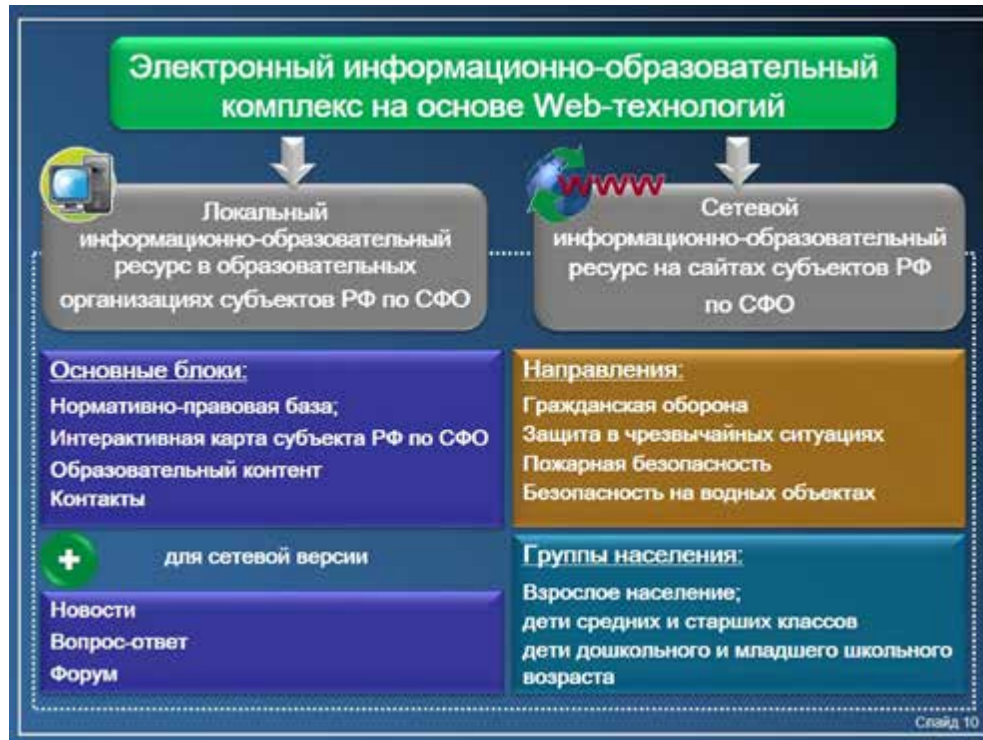 Электронный информационно-образовательный
комплекс на основе Web-технологий
Локальный
информационно-образовательный
ресурс в образовательных
организациях субъектов РФ по СФО
www
Сетевой
информационно-образовательный
ресурс на сайтах субъектов РФ
по СФО
Основные блоки:
Нормативно-правовая база;
Интерактивная карта субъекта РФ по СФО
Образовательный контент
Контакты
+
для сетевой версии
Новости
Вопрос-ответ
Форум
Направления:
Гражданская оборона
Защита в чрезвычайных ситуациях
Пожарная безопасность
Безопасность на водных объектах
Группы населения:
Взрослое население;
дети средних и старших классов
дети дошкольного и младшего школьного
возраста
Слайд 10